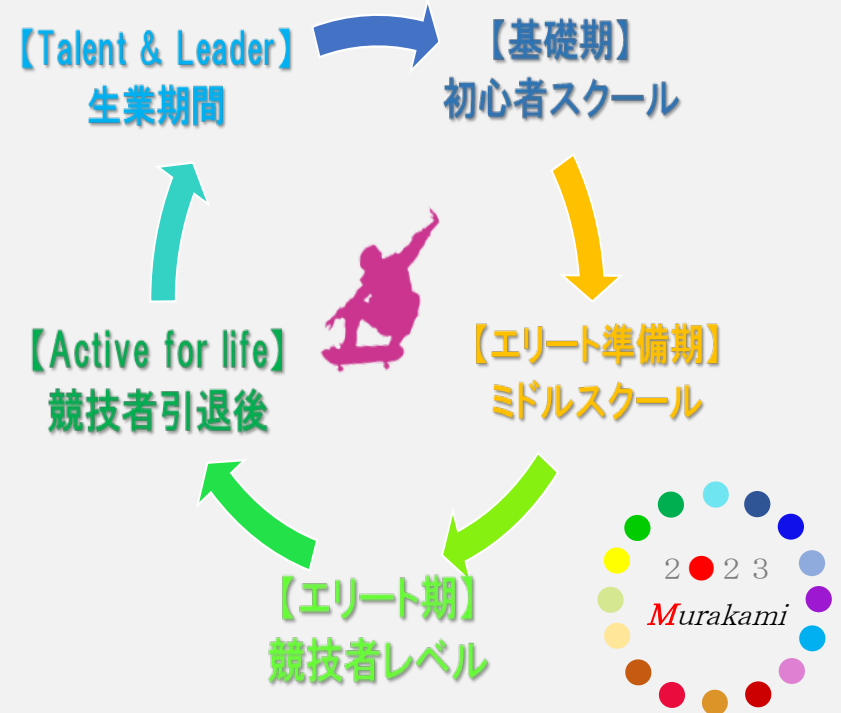 【Talent & Leader】
生業期間
【基礎期】
初心者スクール
【エリート準備期】
ミドルスクール
【エリート期】
競技者レベル
【Active for life】
競技者引退後
2●23
Murakami